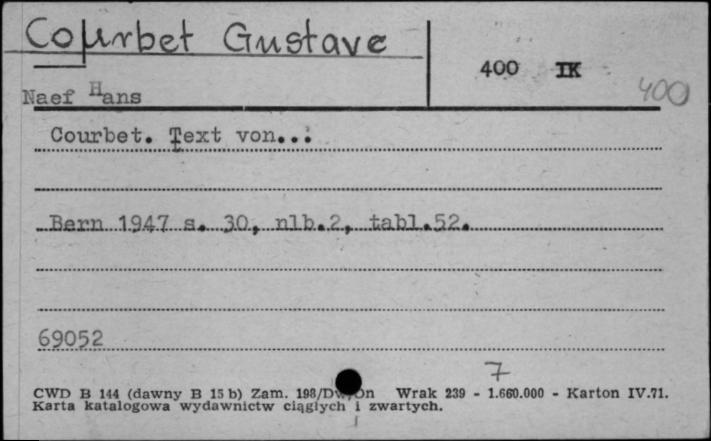 Courbet Gustave
400 IK
400
Naef Hans
Courbet. Text von...
Bern 1947 s. 30, nlb.2, tabl.52.
69052
7
CWD B 144 (dawny B 15 b) Zam. 198/Dw/On Wrak 239 - 1.660.000 - Karton IV.71.
Karta katalogowa wydawnictw ciągłych i zwartych.